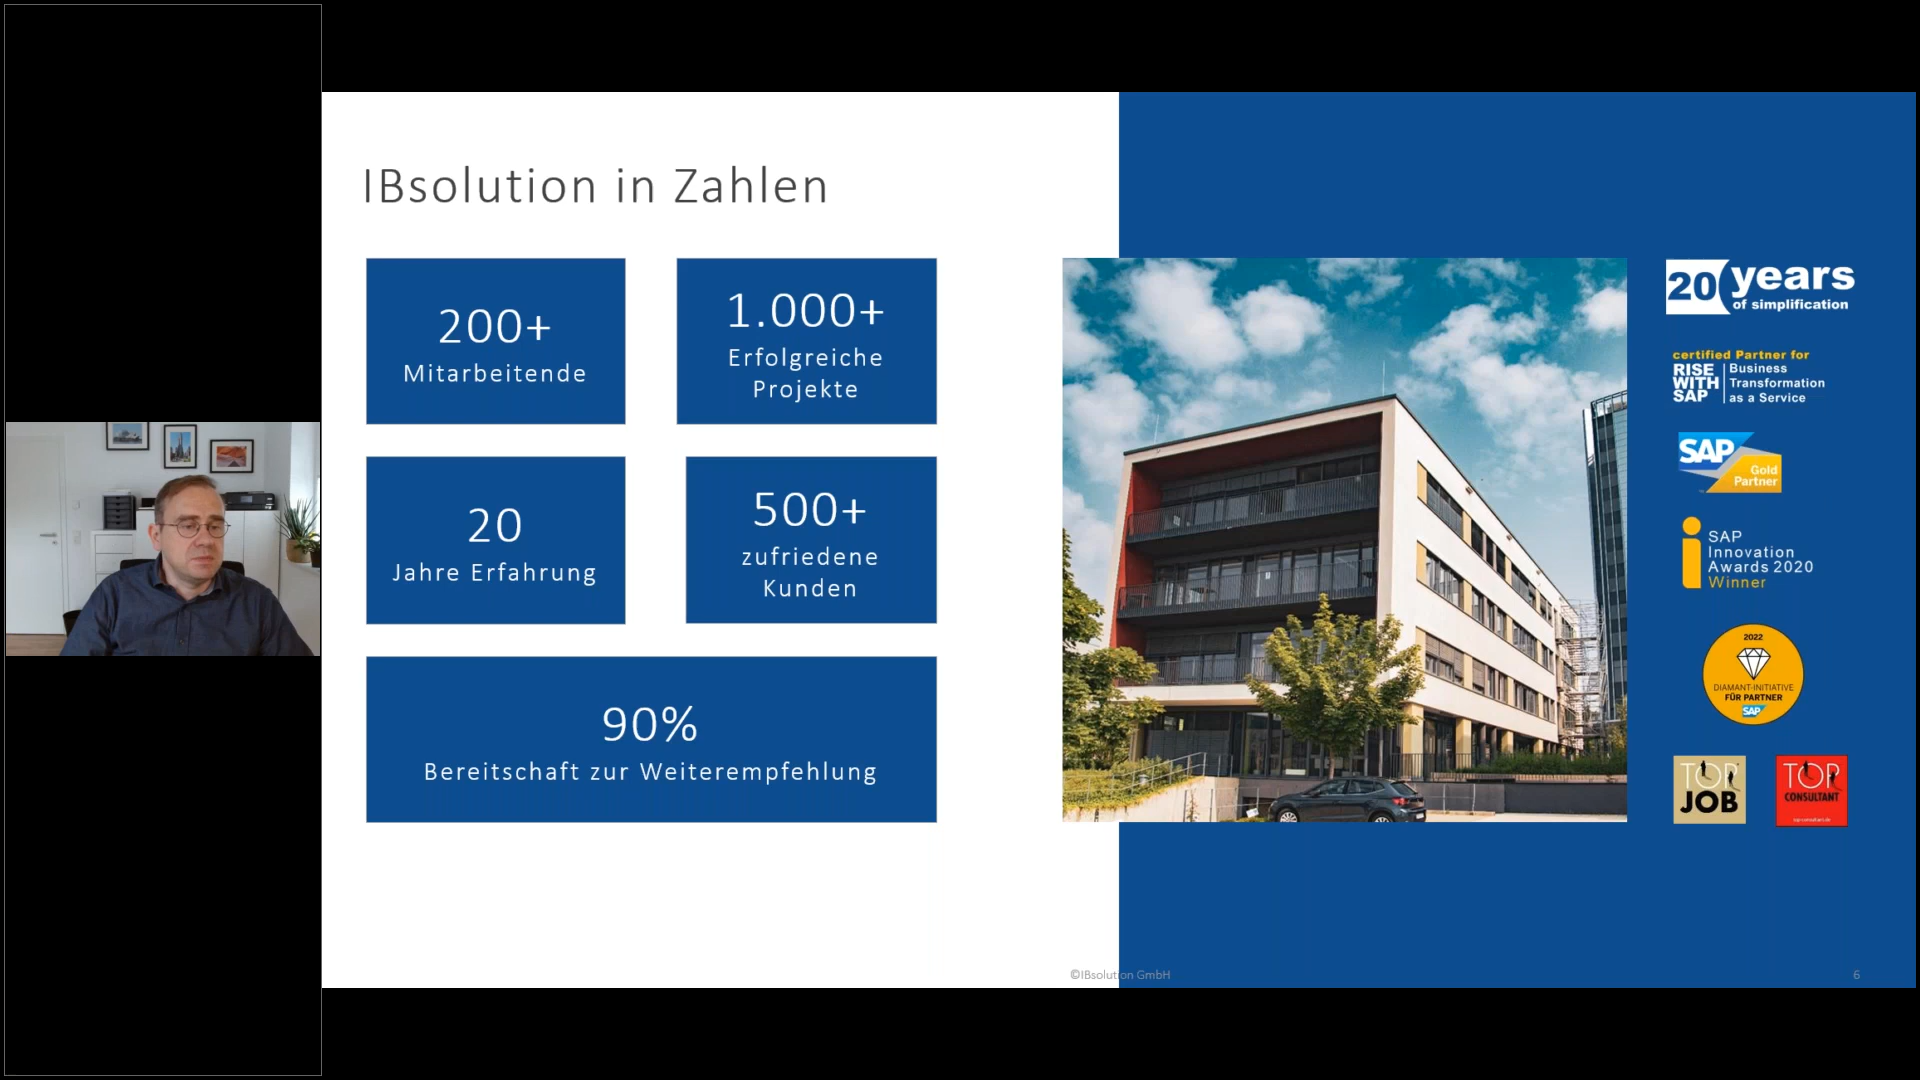 IBsolution in Zahlen
200+
Mitarbeitende
1.000+
Erfolgreiche
Projekte
20
Jahre Erfahrung
500+
zufriedene
Kunden
90%
Bereitschaft zur Weiterempfehlung
20 years
of simplification
certified Partner for
RISE
WITH
SAP
Business
Transformation
as a Service
SAP
Gold
Partner
SAP
Innovation
Awards 2020
Winner
2022
DIAMANT-INITIATIVE
FÜR PARTNER
SAP
TOP
JOB
TOP
CONSULTANT
©IBsolution GmbH
6